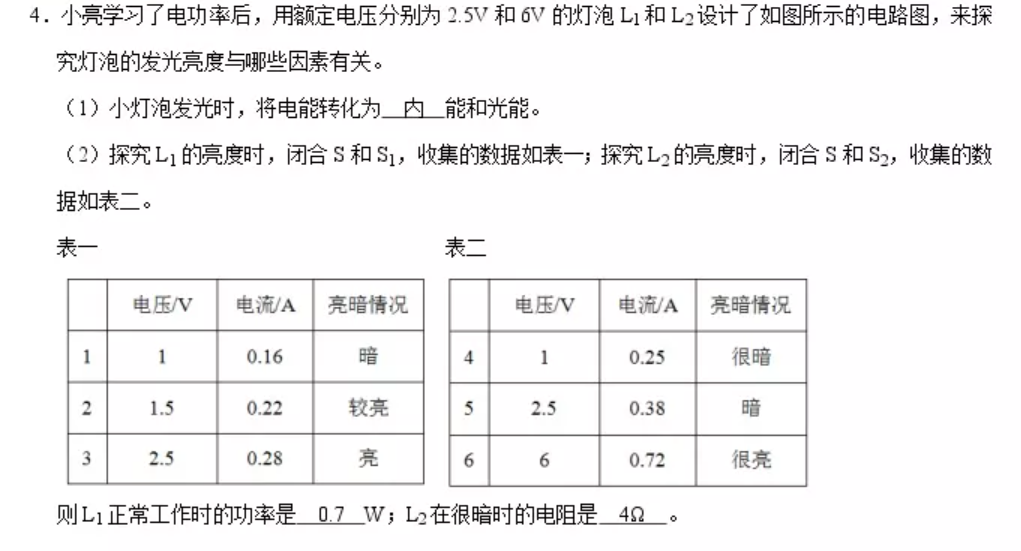 4．小亮学习了电功率后，用额定电压分别为 2.5V 和 6V 的灯泡 L1 和 L2 设计了如图所示的电路图，来探
究灯泡的发光亮度与哪些因素有关。
（1）小灯泡发光时，将电能转化为 内 能和光能。
（2）探究 L1 的亮度时，闭合 S 和 S1，收集的数据如表一；探究 L2 的亮度时，闭合 S 和 S2，收集的数
据如表二。
表一 表二
电压/V 电流/A 亮暗情况 电压/V 电流/A 亮暗情况
1 1 0.16 暗 4 1 0.25 很暗
2 1.5 0.22 较亮 5 2.5 0.38 暗
3 2.5 0.28 亮 6 6 0.72 很亮
则 L1 正常工作时的功率是 0.7 W；L2 在很暗时的电阻是 4Ω 。